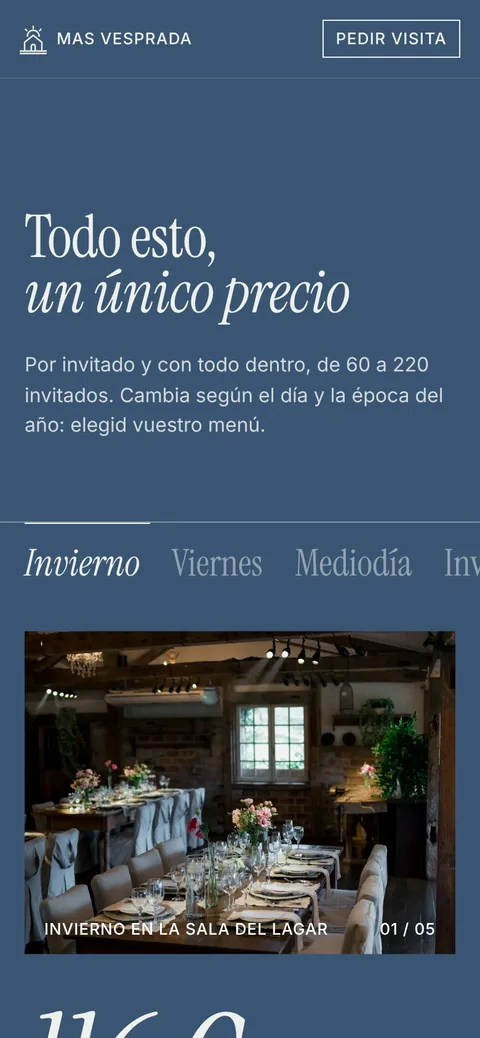 MAS VESPRADA
PEDIR VISITA
Todo esto,
un único precio
Por invitado y con todo dentro, de 60 a 220
invitados. Cambia según el día y la época del
año: elegid vuestro menú.
Invierno Viernes Mediodía
INVIERNO EN LA SALA DEL LAGAR 01 / 05